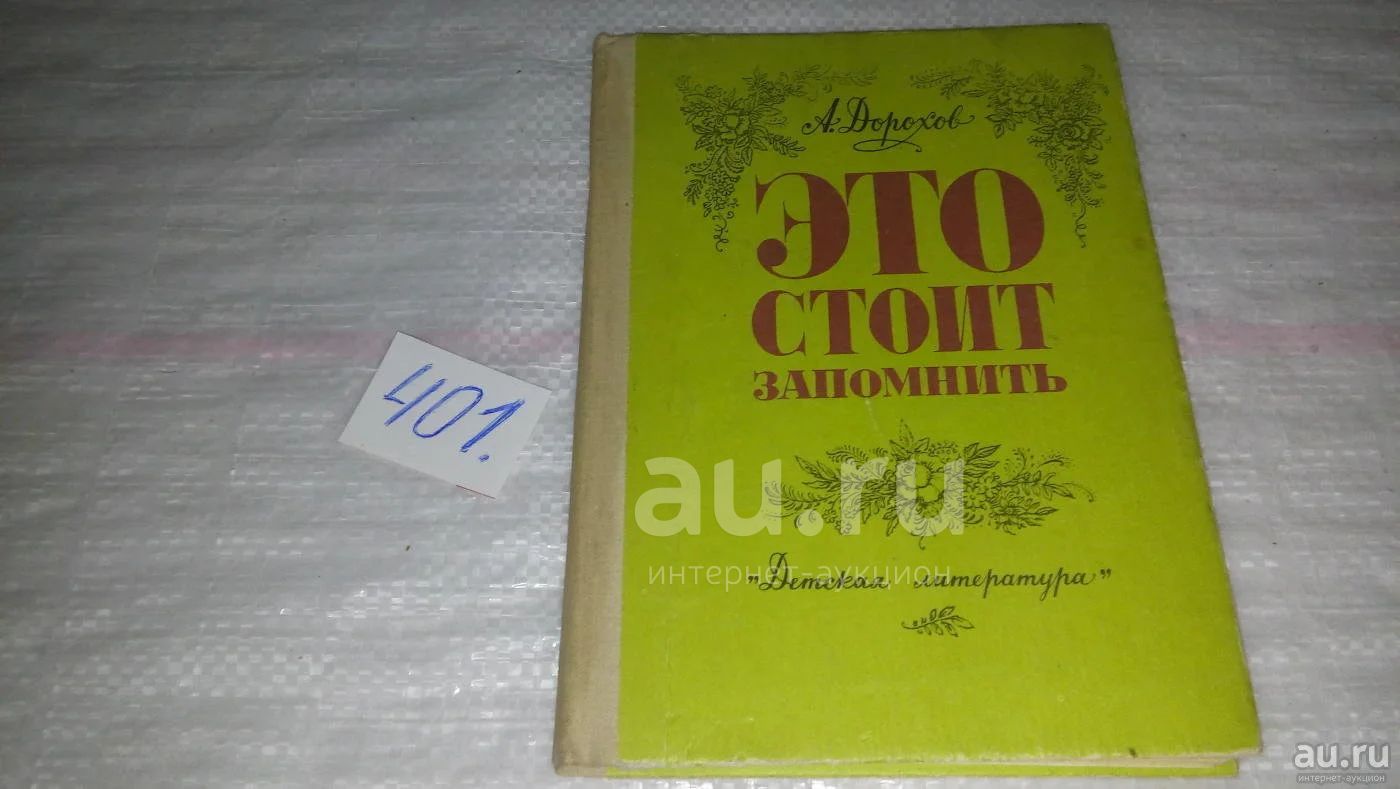 А. Дорохов
ЭТО
СТОИТ
ЗАПОМНИТЬ
401.
au.ru
интернет-аукцион
"Детская литература"
au.ru
интернет-аукцион